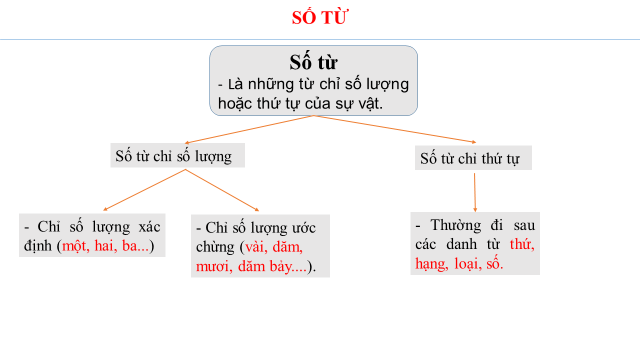 SỐ TỪ
Số từ
- Là những từ chỉ số lượng
hoặc thứ tự của sự vật.
Số từ chỉ số lượng
Số từ chỉ thứ tự
- Chỉ số lượng xác
định (một, hai, ba...)
- Chỉ số lượng ước
chừng (vài, dăm,
mươi, dăm bảy....).
- Thường đi sau
các danh từ thứ,
hạng, loại, số.